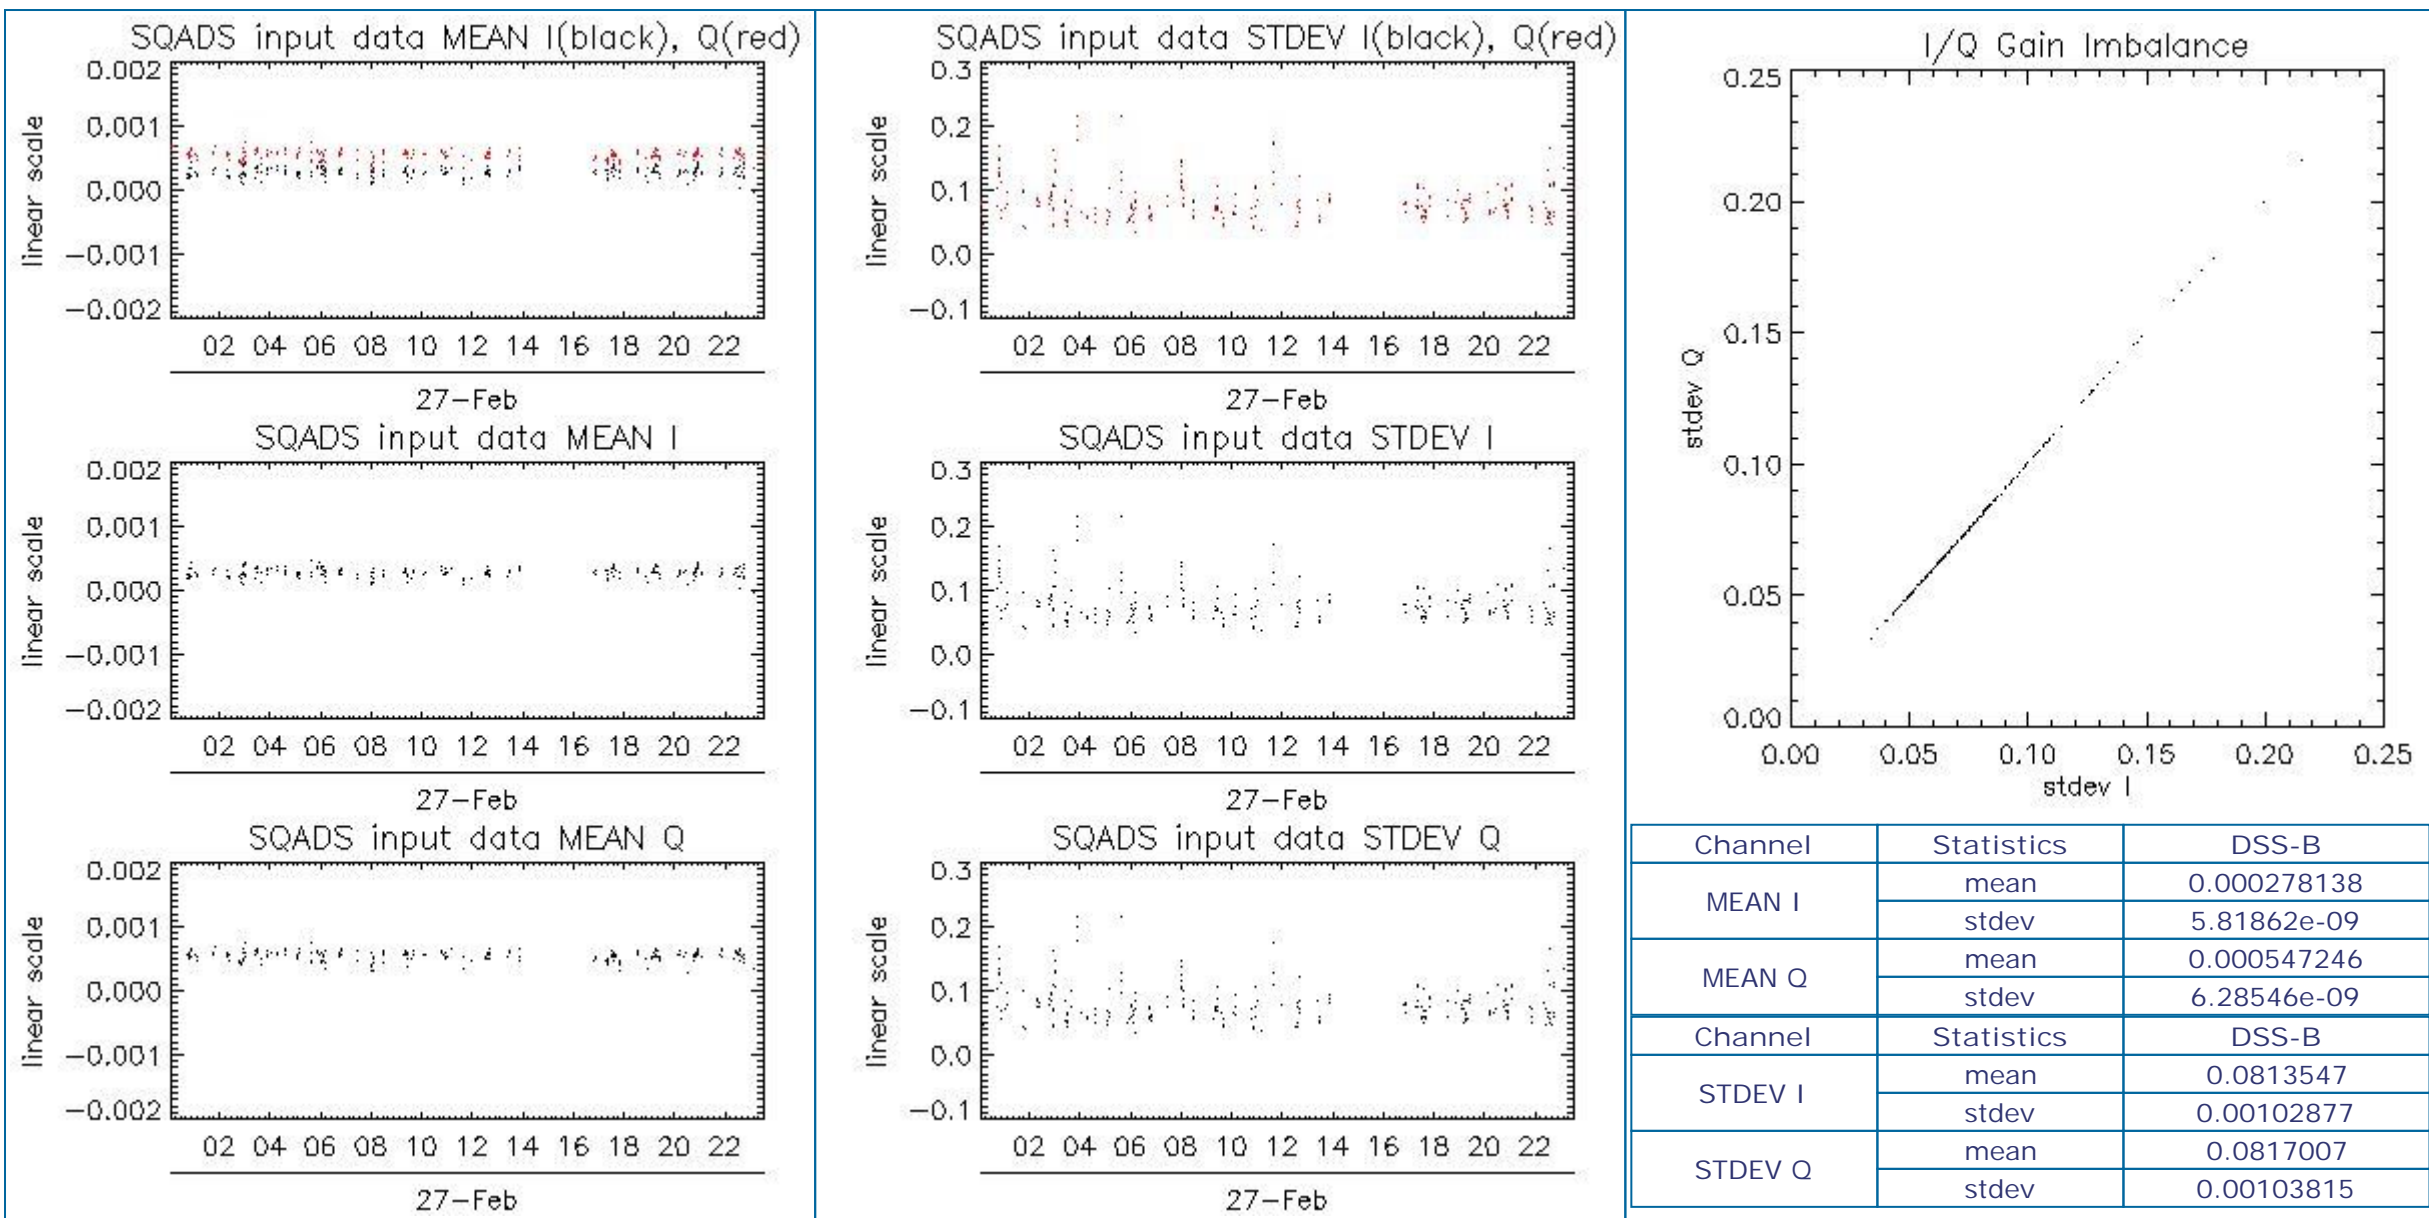 SQADS input data MEAN I(black), Q(red)
0.002
0.001
0.000
−0.001
−0.002
linear scale
02 04 06 08 10 12 14 16 18 20 22
27−Feb
SQADS input data MEAN I
0.002
0.001
0.000
−0.001
−0.002
linear scale
02 04 06 08 10 12 14 16 18 20 22
27−Feb
SQADS input data MEAN Q
0.002
0.001
0.000
−0.001
−0.002
linear scale
02 04 06 08 10 12 14 16 18 20 22
27−Feb
SQADS input data STDEV I(black), Q(red)
0.3
0.2
0.1
0.0
−0.1
linear scale
02 04 06 08 10 12 14 16 18 20 22
27−Feb
SQADS input data STDEV I
0.3
0.2
0.1
0.0
−0.1
linear scale
02 04 06 08 10 12 14 16 18 20 22
27−Feb
SQADS input data STDEV Q
0.3
0.2
0.1
0.0
−0.1
linear scale
02 04 06 08 10 12 14 16 18 20 22
27−Feb
I/Q Gain Imbalance
0.25
0.20
0.15
0.10
0.05
0.00
stdev Q
0.00 0.05 0.10 0.15 0.20 0.25
stdev I
Channel Statistics DSS-B
MEAN I mean 0.000278138
stdev 5.81862e-09
MEAN Q mean 0.000547246
stdev 6.28546e-09
Channel Statistics DSS-B
STDEV I mean 0.0813547
stdev 0.00102877
STDEV Q mean 0.0817007
stdev 0.00103815